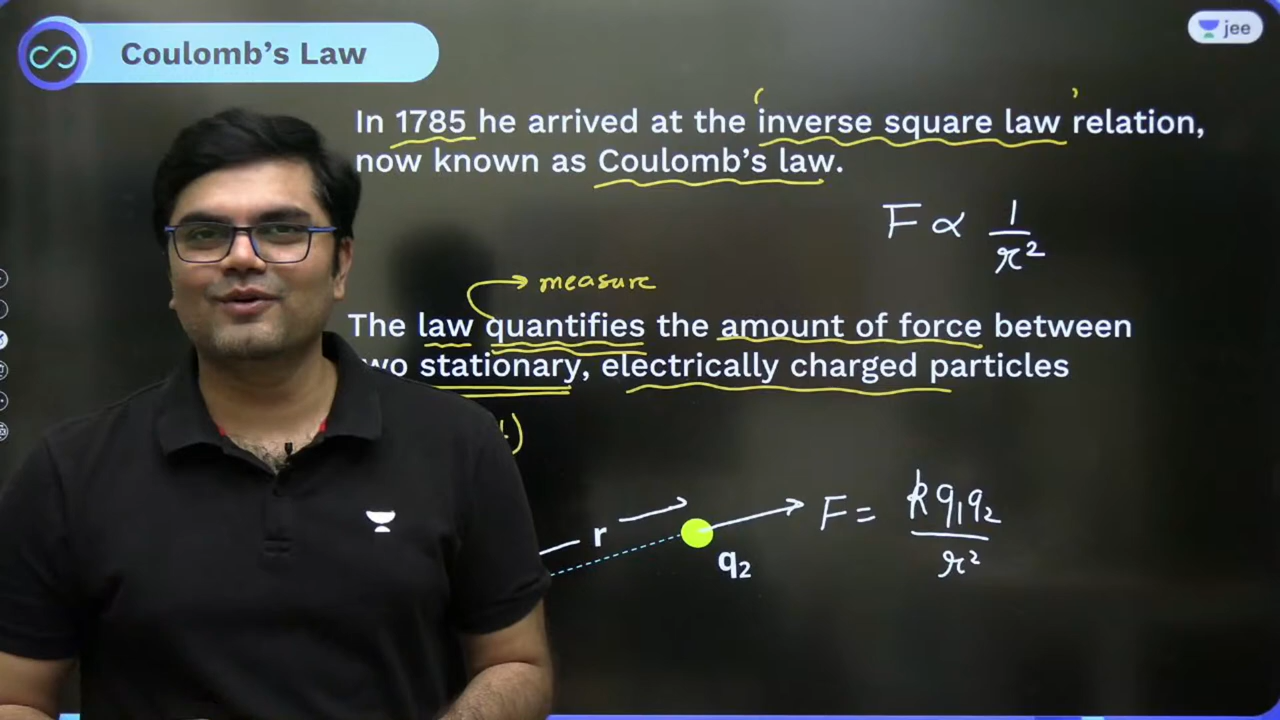 Coulomb's Law
jee
In 1785 he arrived at the 'inverse square law' relation,
now known as Coulomb's law.
F ∝ 1/r²
measure
The law quantifies the amount of force between
stationary, electrically charged particles
r
q₂
F = kq₁q₂/r²